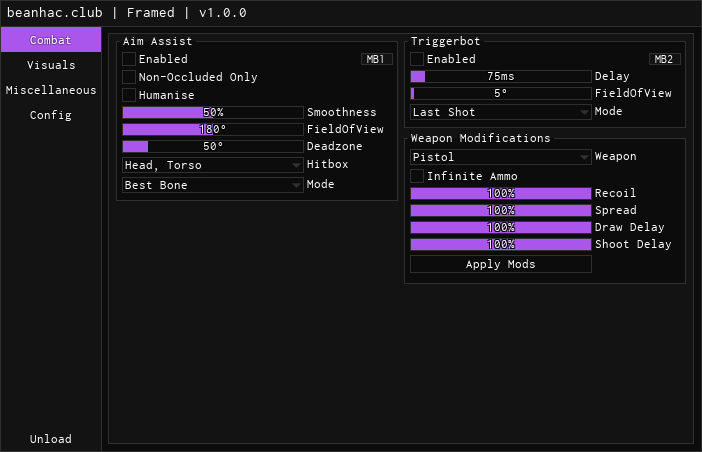 beanhac.club | Framed | v1.0.0
Combat
Visuals
Miscellaneous
Config
Unload
Aim Assist
Enabled MB1
Non-Occluded Only
Humanise
50% Smoothness
180° FieldOfView
50° Deadzone
Head, Torso Hitbox
Best Bone Mode
Triggerbot
Enabled MB2
75ms Delay
5° FieldOfView
Last Shot Mode
Weapon Modifications
Pistol Weapon
Infinite Ammo
100% Recoil
100% Spread
100% Draw Delay
100% Shoot Delay
Apply Mods